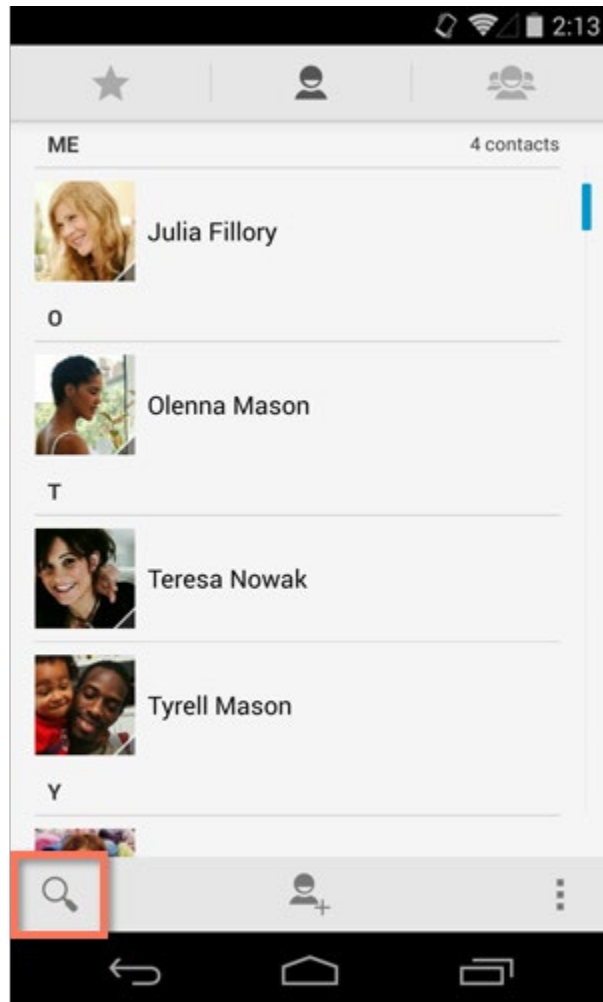 2:13
ME 4 contacts
Julia Fillory
O
Olenna Mason
T
Teresa Nowak
Tyrell Mason
Y